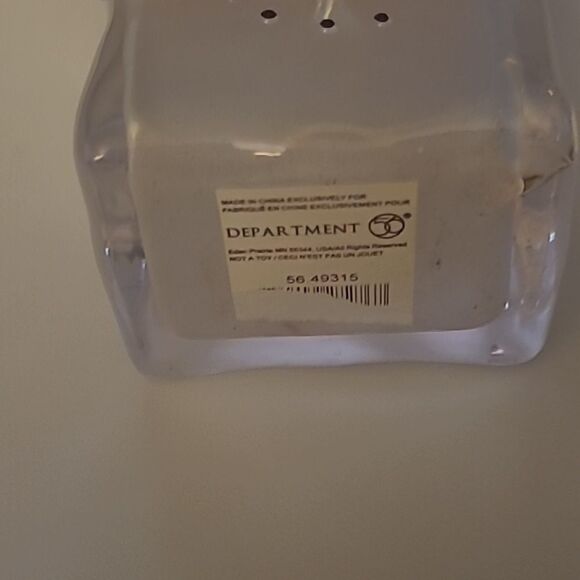 MADE IN CHINA EXCLUSIVELY FOR
FABRIQUÉ EN CHINE EXCLUSIVEMENT POUR
DEPARTMENT 56®
Eden Prairie MN 55344, USA/All Rights Reserved
NOT A TOY / CECI N'EST PAS UN JOUET
56.49315